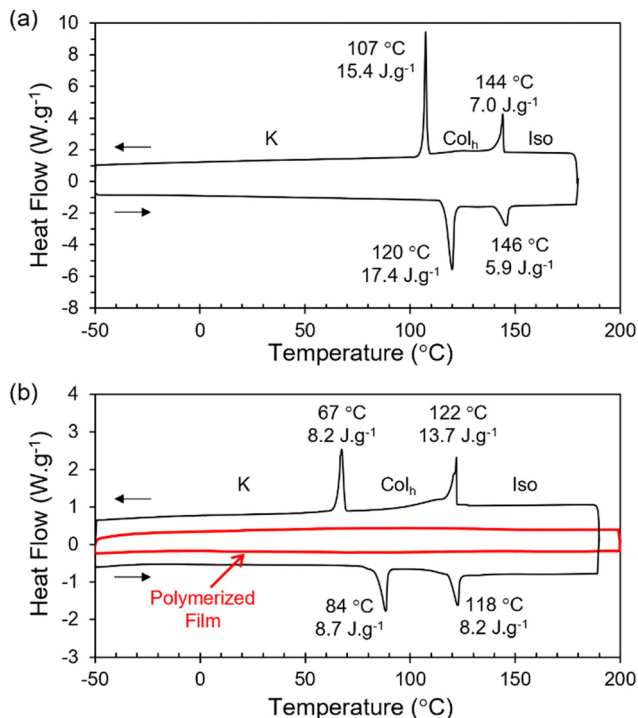 (a)
10
8
6
4
2
0
-2
-4
-6
-8
Heat Flow (W.g-1)
107 °C
15.4 J.g-1
144 °C
7.0 J.g-1
K
Colh
Iso
120 °C
17.4 J.g-1
146 °C
5.9 J.g-1
-50 0 50 100 150 200
Temperature (°C)
(b)
4
3
2
1
0
-1
-2
-3
Heat Flow (W.g-1)
67 °C
8.2 J.g-1
122 °C
13.7 J.g-1
K
Colh
Iso
Polymerized
Film
84 °C
8.7 J.g-1
118 °C
8.2 J.g-1
-50 0 50 100 150 200
Temperature (°C)